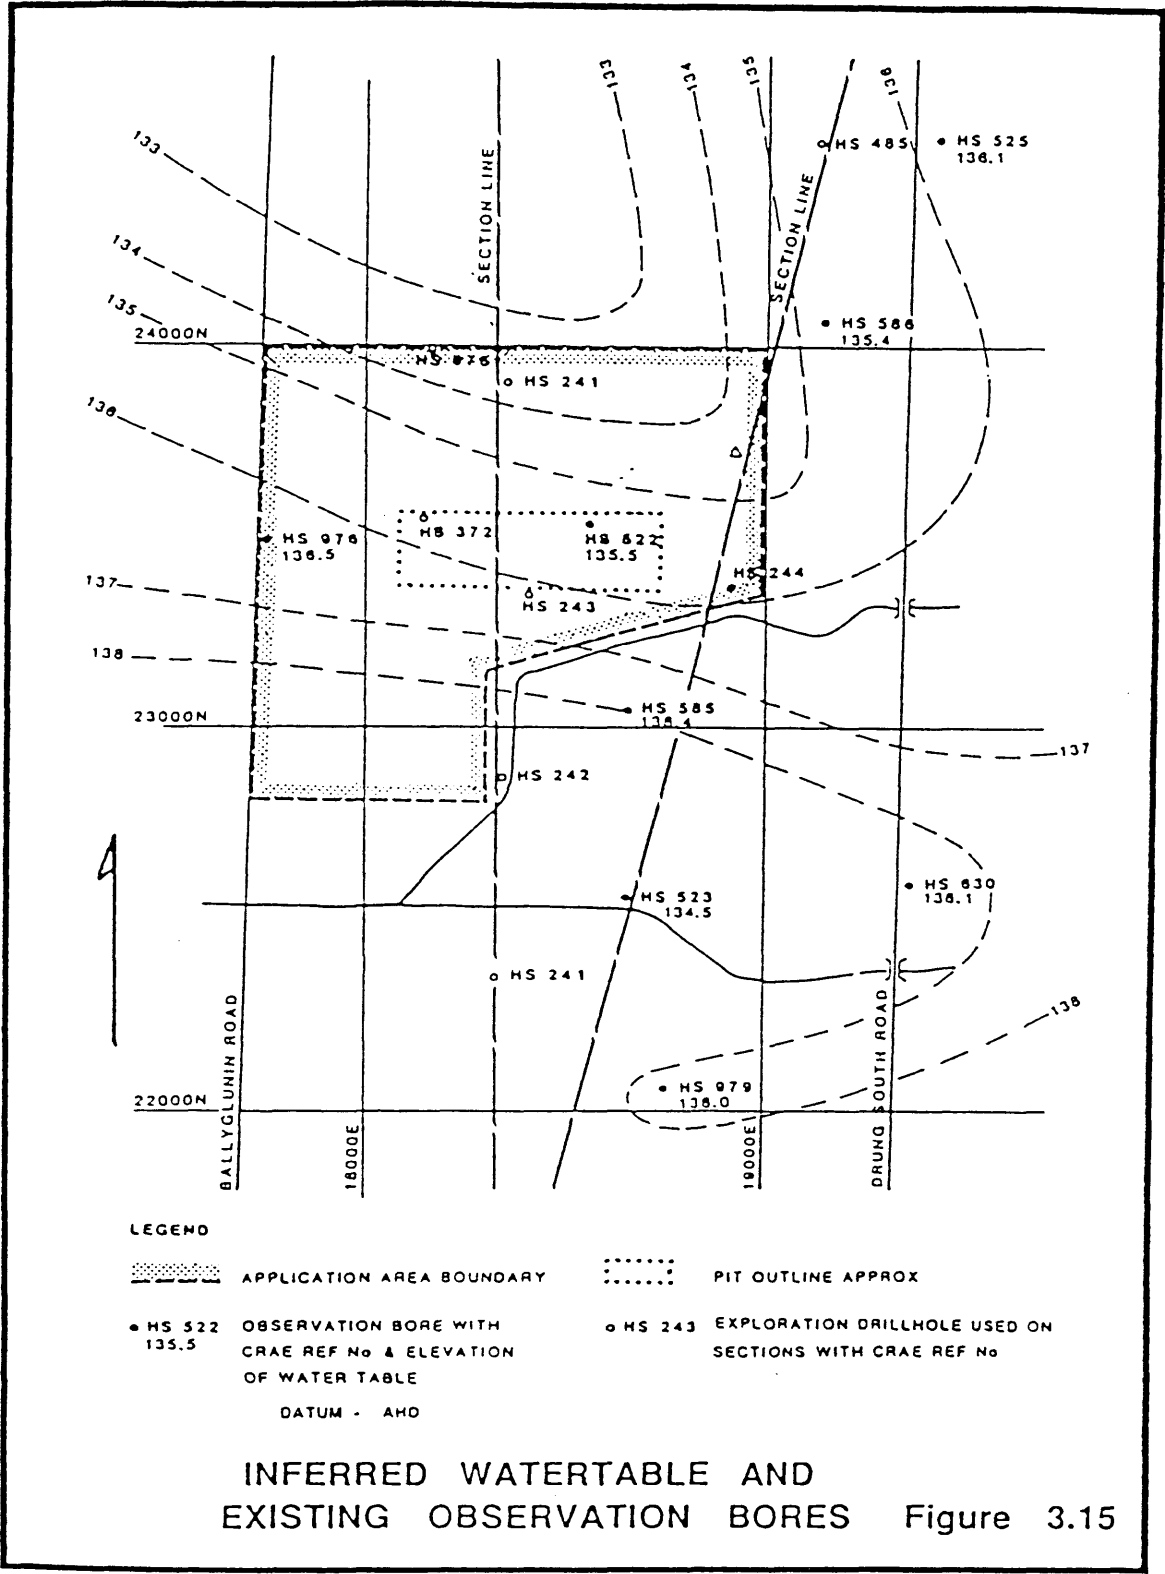 133
134
135
136
133
SECTION LINE
HS 485
HS 525
136.1
SECTION LINE
134
135
24000N
HS 586
135.4
HS 241
136
HS 372
HS 522
135.5
HS 976
136.5
HS 244
137
HS 243
138
HS 585
138.4
23000N
137
HS 242
HS 630
136.1
HS 523
134.5
HS 241
138
HS 979
136.0
22000N
BALLYGLUNIN ROAD
18000E
19000E
DRUNG SOUTH ROAD
LEGEND
APPLICATION AREA BOUNDARY
PIT OUTLINE APPROX
HS 522
135.5
OBSERVATION BORE WITH
CRAE REF No & ELEVATION
OF WATER TABLE
HS 243
EXPLORATION DRILLHOLE USED ON
SECTIONS WITH CRAE REF No
DATUM - AHD
INFERRED WATERTABLE AND
EXISTING OBSERVATION BORES Figure 3.15